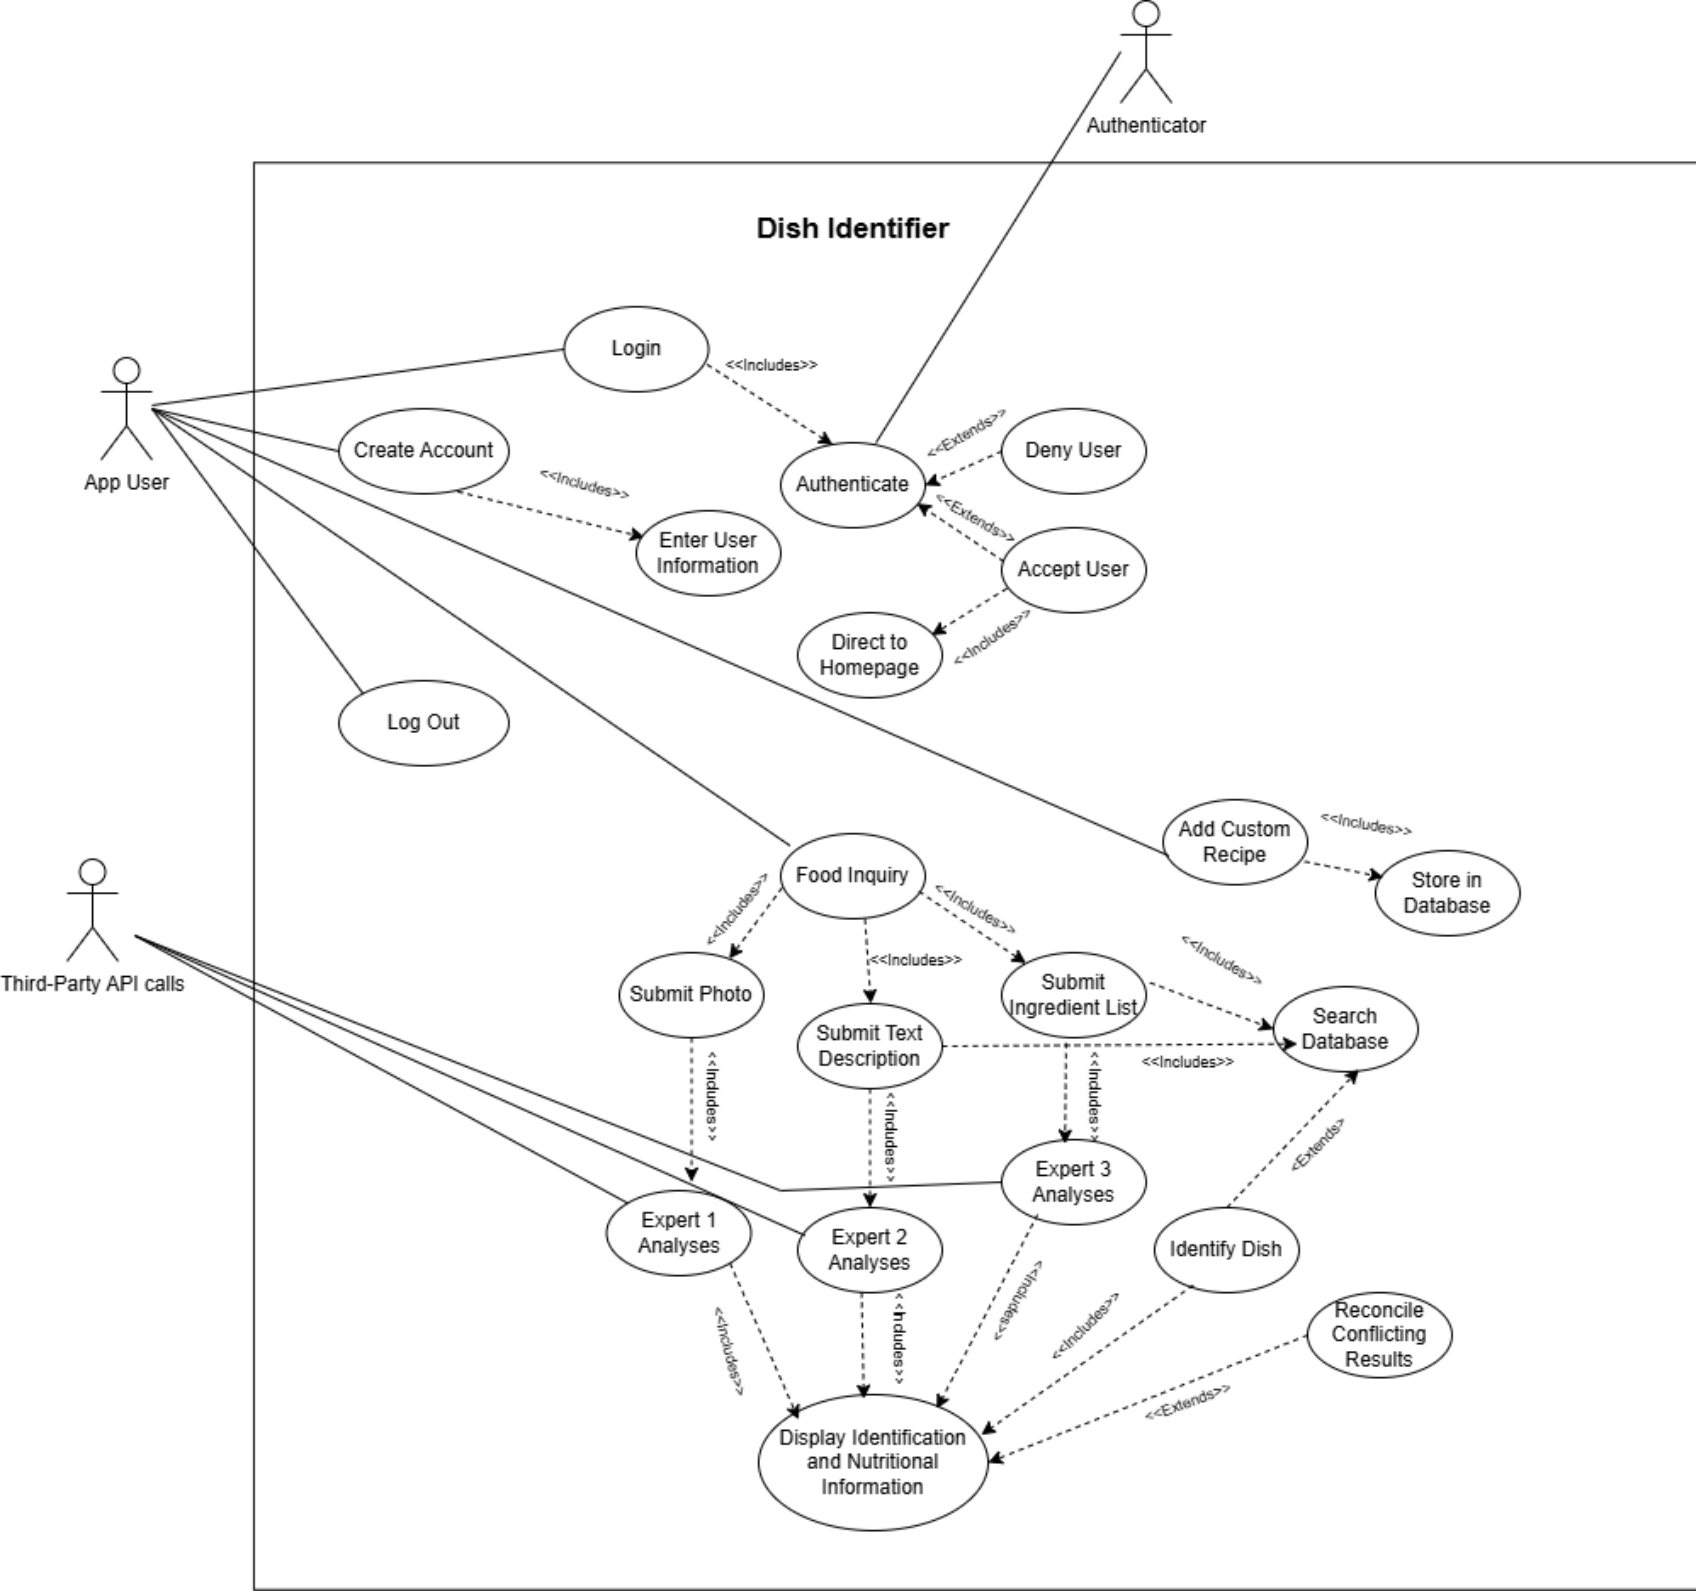 Authenticator
Dish Identifier
Login
<<Includes>>
App User
Create Account
<<Includes>>
Enter User
Information
Authenticate
<<Extends>>
Deny User
<<Extends>>
Accept User
Direct to
Homepage
<<Includes>>
Log Out
Third-Party API calls
Food Inquiry
Add Custom
Recipe
<<Includes>>
Store in
Database
<<Includes>>
<<Includes>>
<<Includes>>
Submit Photo
Submit Text
Description
Submit
Ingredient List
<<Includes>>
Search
Database
<<Includes>>
<<Includes>>
<<Includes>>
<<Includes>>
Expert 1
Analyses
Expert 2
Analyses
Expert 3
Analyses
<Extends>
Identify Dish
<<Includes>>
<<Includes>>
<<Includes>>
<<Includes>>
Reconcile
Conflicting
Results
<<Extends>>
Display Identification
and Nutritional
Information